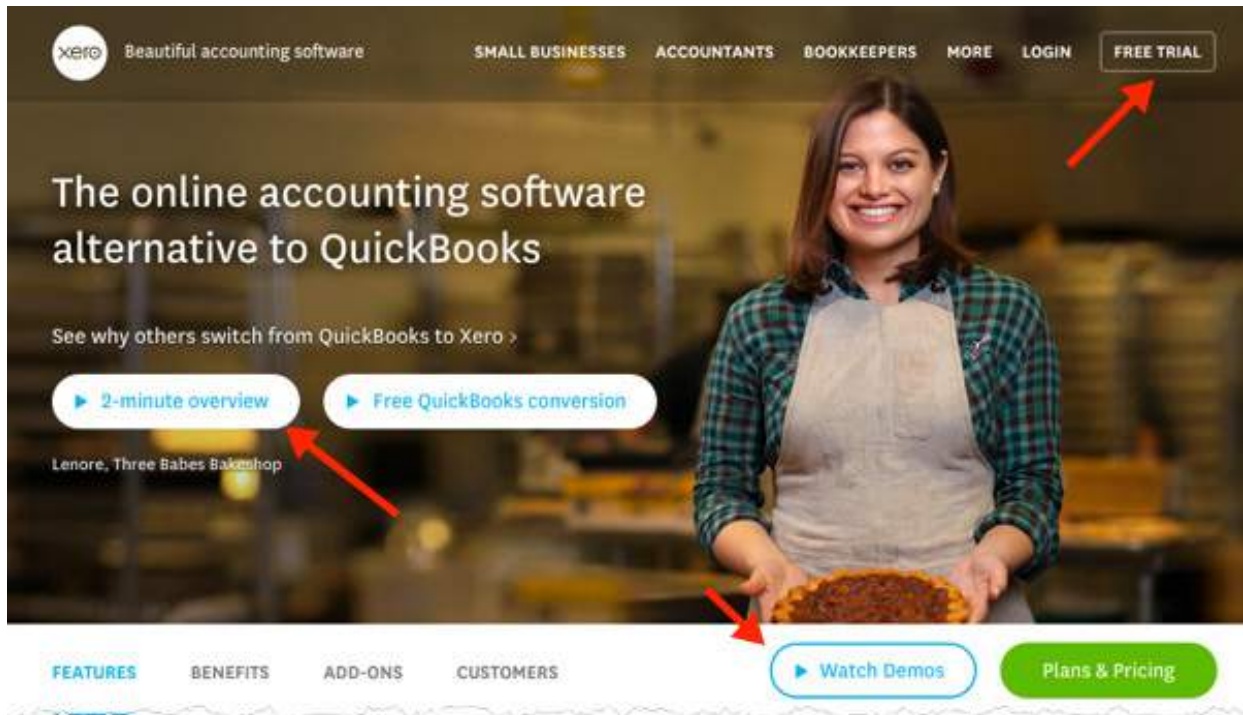 xero
Beautiful accounting software
SMALL BUSINESSES
ACCOUNTANTS
BOOKKEEPERS
MORE
LOGIN
FREE TRIAL
The online accounting software
alternative to QuickBooks
See why others switch from QuickBooks to Xero >
2-minute overview
Free QuickBooks conversion
Lenore, Three Babes Bakeshop
FEATURES
BENEFITS
ADD-ONS
CUSTOMERS
Watch Demos
Plans & Pricing